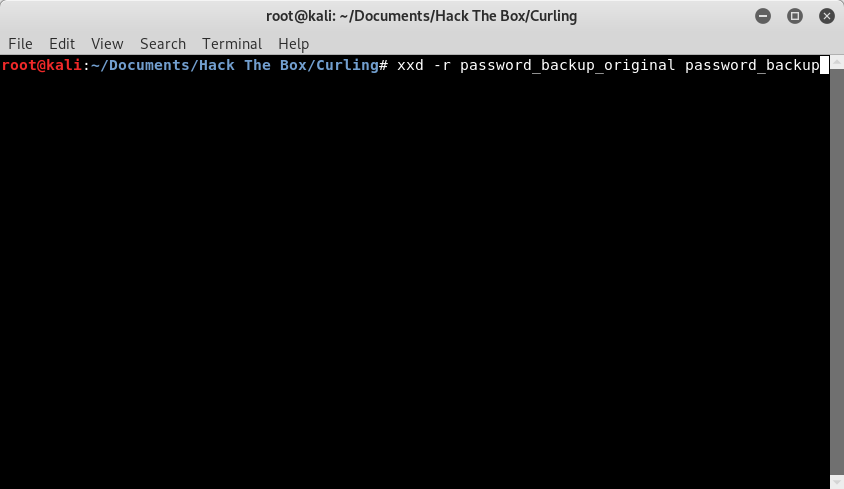 root@kali: ~/Documents/Hack The Box/Curling
File Edit View Search Terminal Help
root@kali:~/Documents/Hack The Box/Curling# xxd -r password_backup_original password_backup